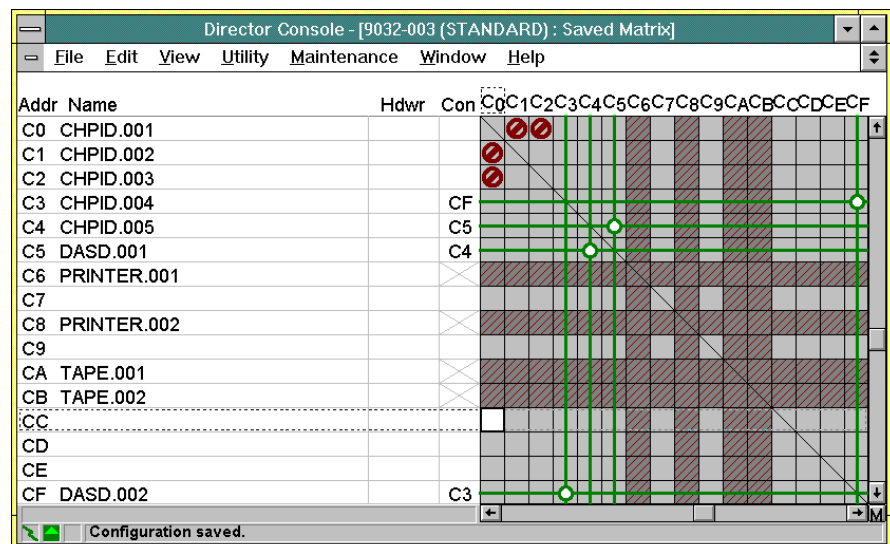 Director Console - [9032-003 (STANDARD) : Saved Matrix]
File Edit View Utility Maintenance Window Help
Addr Name Hdwr Con C0 C1 C2 C3 C4 C5 C6 C7 C8 C9 CA CB CC CD CE CF
C0 CHPID.001
C1 CHPID.002
C2 CHPID.003
C3 CHPID.004 CF
C4 CHPID.005 C5
C5 DASD.001 C4
C6 PRINTER.001
C7
C8 PRINTER.002
C9
CA TAPE.001
CB TAPE.002
CC
CD
CE
CF DASD.002 C3
M
Configuration saved.